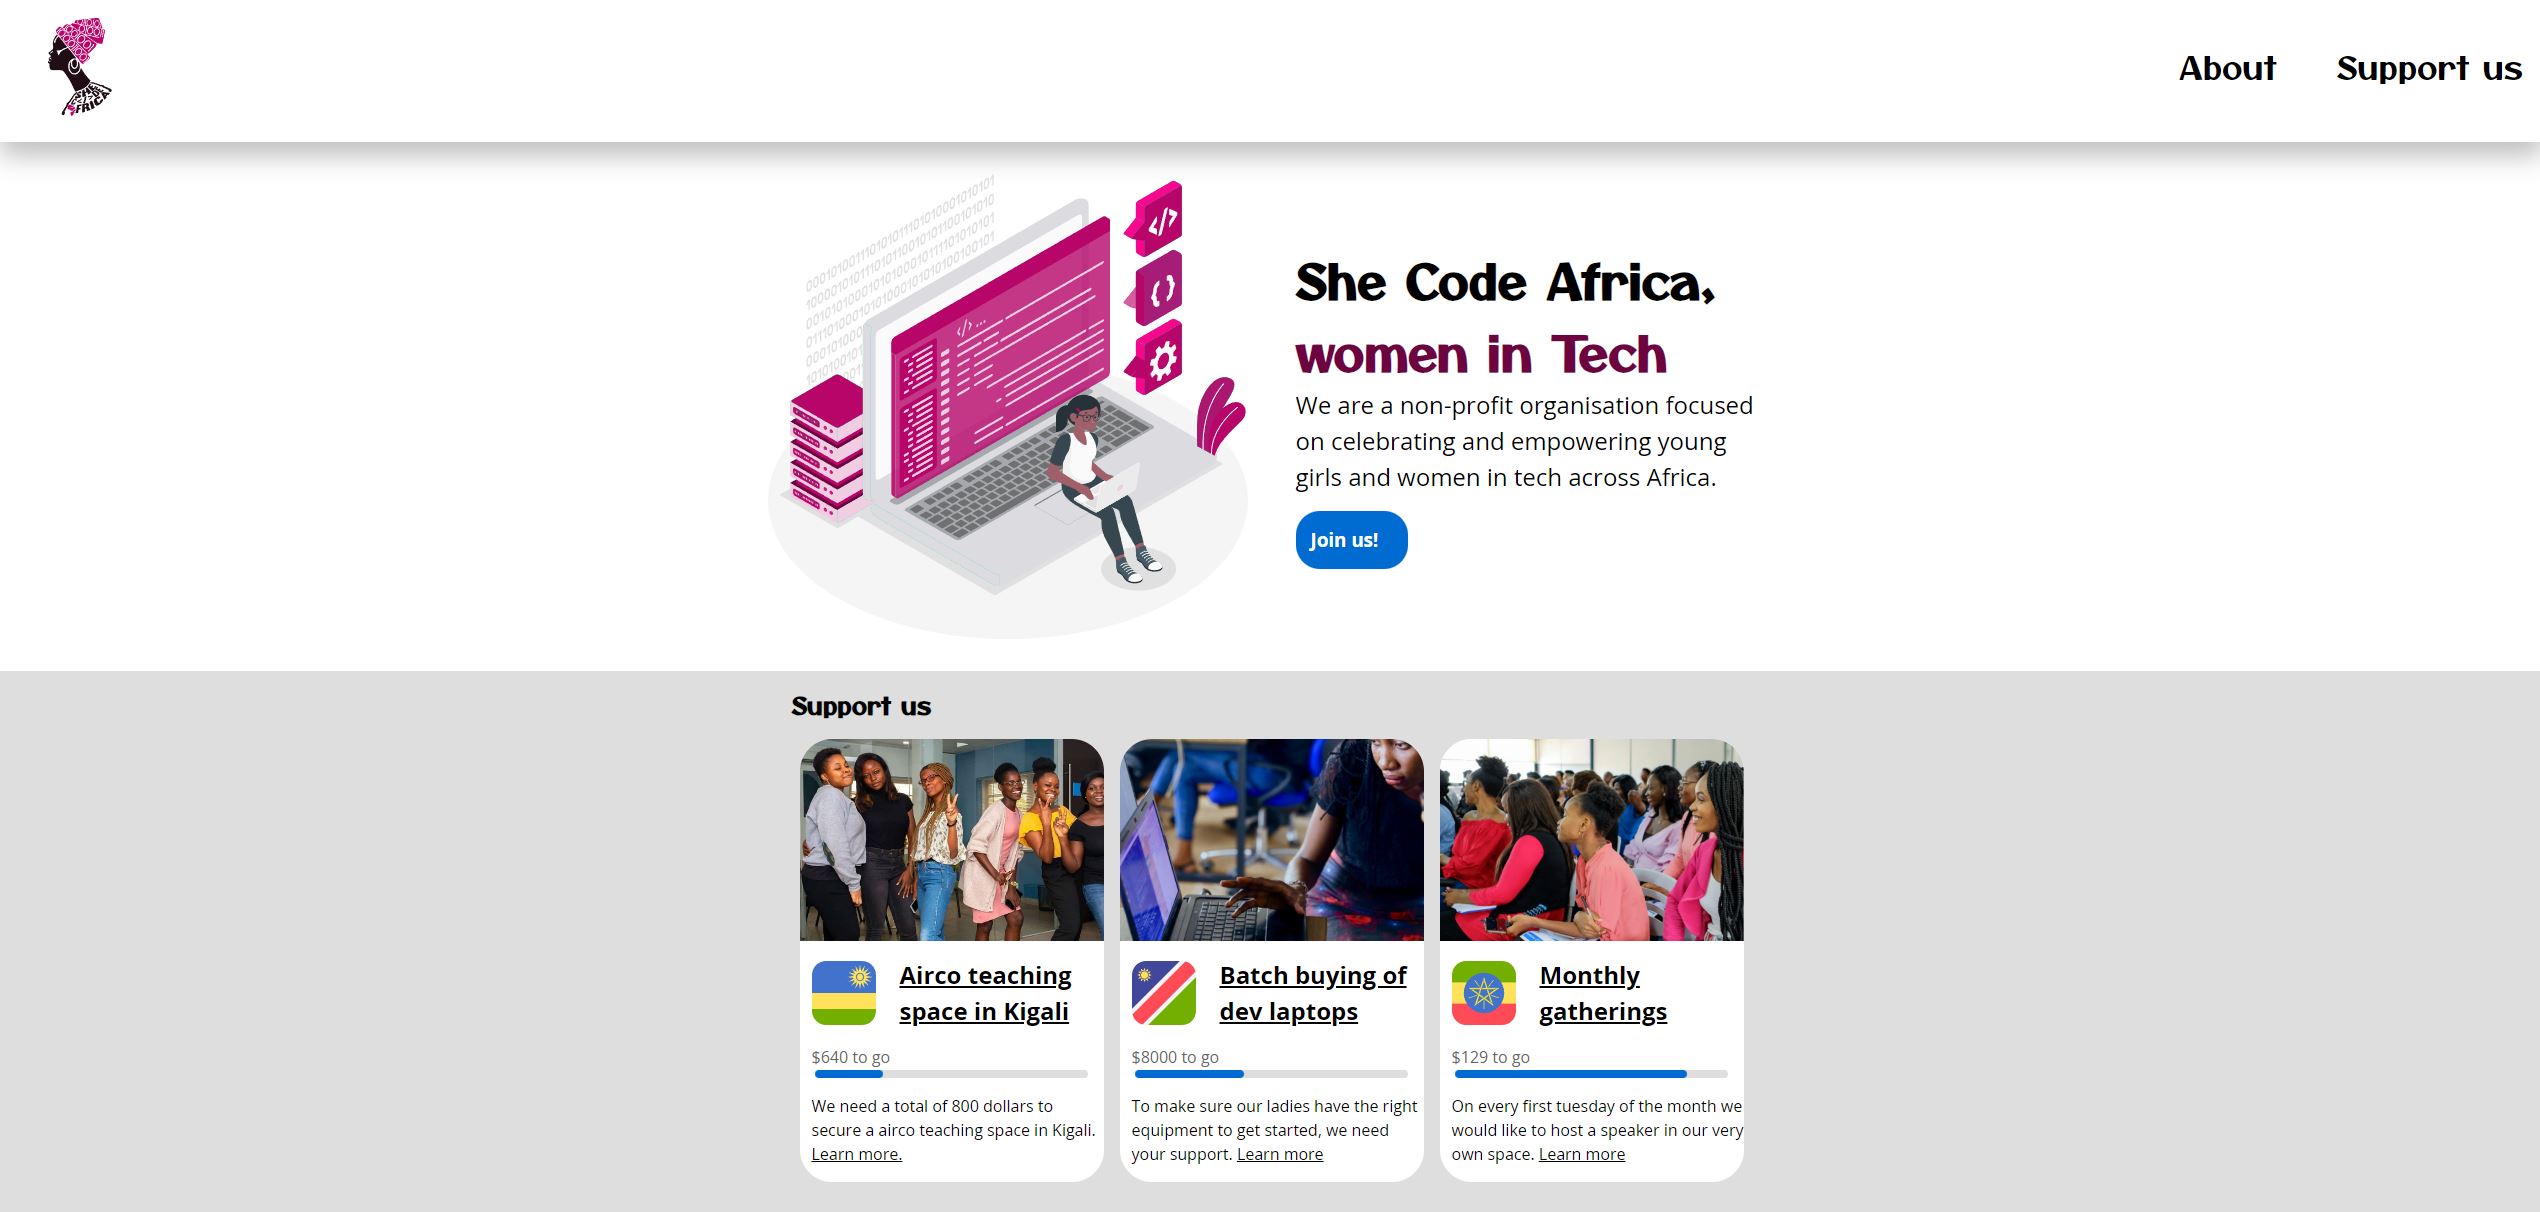 SHE
AFRICA
About Support us
She Code Africa,
women in Tech
We are a non-profit organisation focused
on celebrating and empowering young
girls and women in tech across Africa.
Join us!
Support us
Airco teaching
space in Kigali
$640 to go
We need a total of 800 dollars to
secure a airco teaching space in Kigali.
Learn more.
Batch buying of
dev laptops
$8000 to go
To make sure our ladies have the right
equipment to get started, we need
your support. Learn more
Monthly
gatherings
$129 to go
On every first tuesday of the month we
would like to host a speaker in our very
own space. Learn more